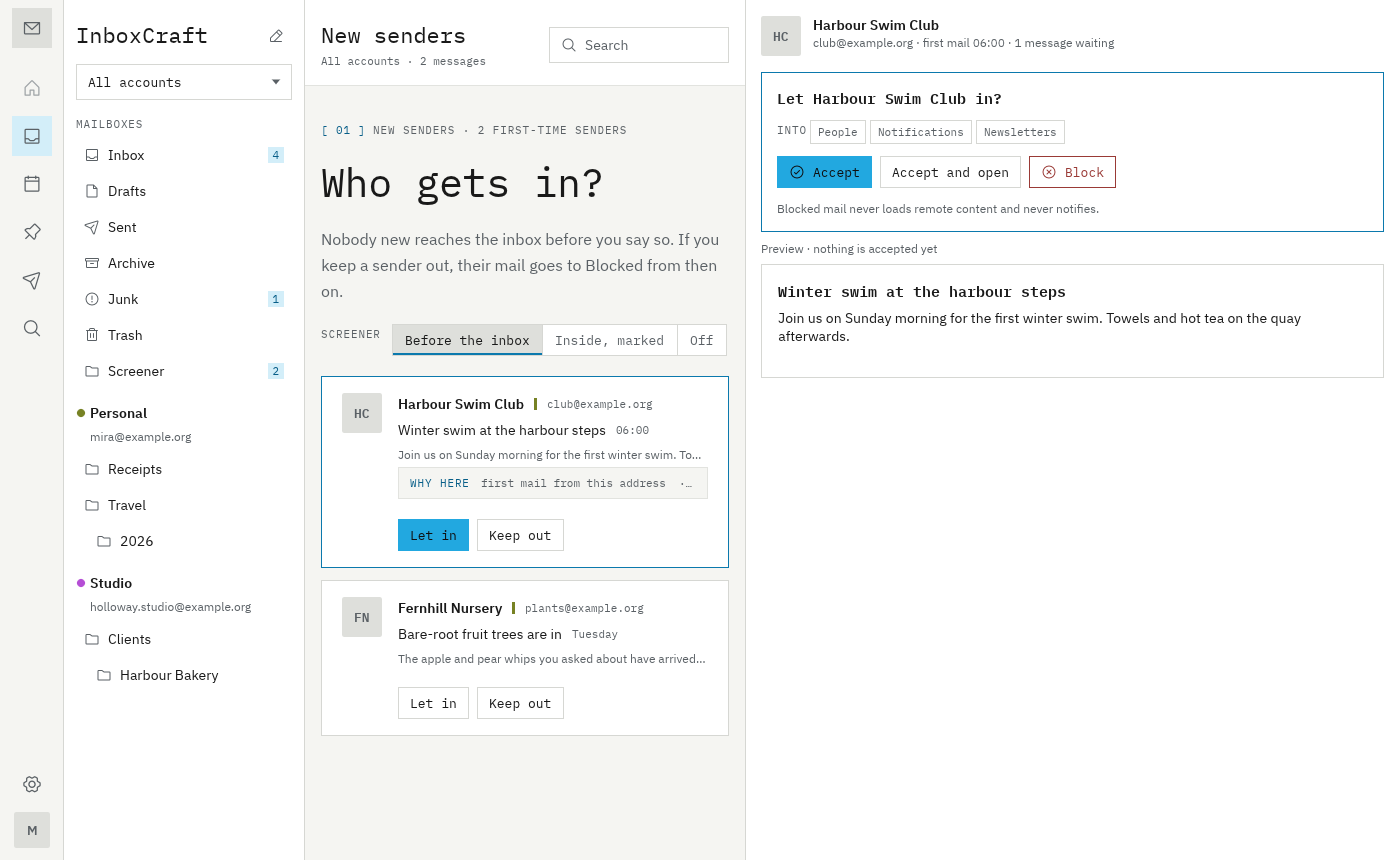 InboxCraft
All accounts
MAILBOXES
Inbox 4
Drafts
Sent
Archive
Junk 1
Trash
Screener 2
Personal
mira@example.org
Receipts
Travel
2026
Studio
holloway.studio@example.org
Clients
Harbour Bakery
M
New senders
All accounts · 2 messages
Search
[ 01 ] NEW SENDERS · 2 FIRST-TIME SENDERS
Who gets in?
Nobody new reaches the inbox before you say so. If you
keep a sender out, their mail goes to Blocked from then
on.
SCREENER Before the inbox Inside, marked Off
HC
Harbour Swim Club club@example.org
Winter swim at the harbour steps 06:00
Join us on Sunday morning for the first winter swim. To…
WHY HERE first mail from this address ·…
Let in Keep out
FN
Fernhill Nursery plants@example.org
Bare-root fruit trees are in Tuesday
The apple and pear whips you asked about have arrived…
Let in Keep out
HC
Harbour Swim Club
club@example.org · first mail 06:00 · 1 message waiting
Let Harbour Swim Club in?
INTO People Notifications Newsletters
Accept Accept and open Block
Blocked mail never loads remote content and never notifies.
Preview · nothing is accepted yet
Winter swim at the harbour steps
Join us on Sunday morning for the first winter swim. Towels and hot tea on the quay
afterwards.